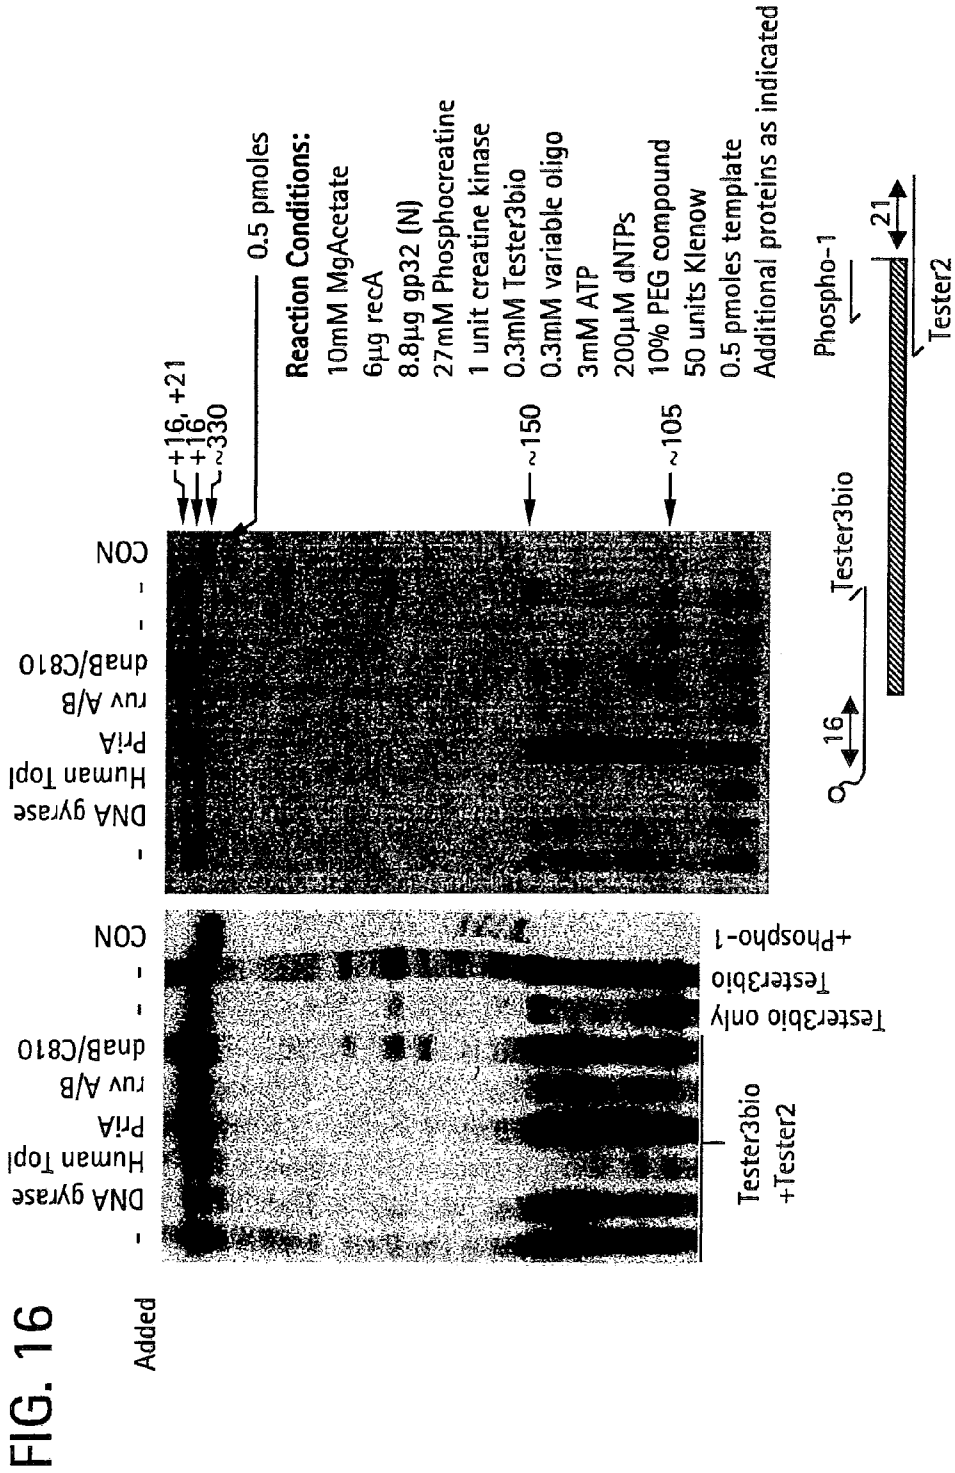 FIG. 16
Added
-
DNA gyrase
Human TopI
PriA
ruv A/B
dnaB/C810
-
-
CON
-
DNA gyrase
Human TopI
PriA
ruv A/B
dnaB/C810
-
-
CON
+16, +21
+16
~330
0.5 pmoles
~150
~105
Tester3bio
+Tester2
Tester3bio only
Tester3bio
+Phospho-1
Reaction Conditions:
10mM MgAcetate
6µg recA
8.8µg gp32 (N)
27mM Phosphocreatine
1 unit creatine kinase
0.3mM Tester3bio
0.3mM variable oligo
3mM ATP
200µM dNTPs
10% PEG compound
50 units Klenow
0.5 pmoles template
Additional proteins as indicated
16
Tester3bio
Phospho-1
21
Tester2